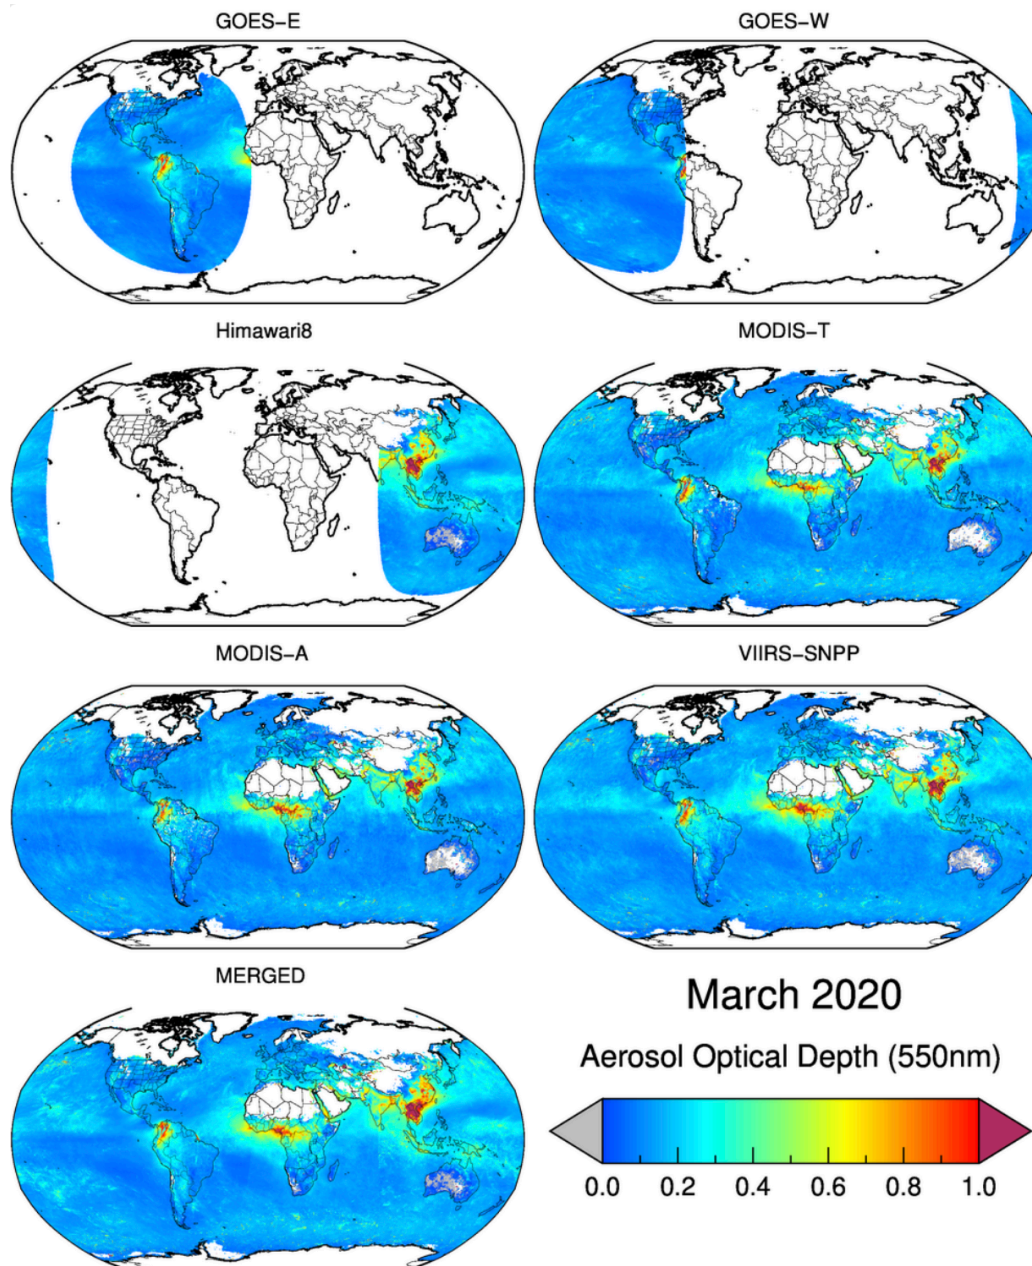 GOES−E
GOES−W
Himawari8
MODIS−T
MODIS−A
VIIRS−SNPP
MERGED
March 2020
Aerosol Optical Depth (550nm)
0.0 0.2 0.4 0.6 0.8 1.0